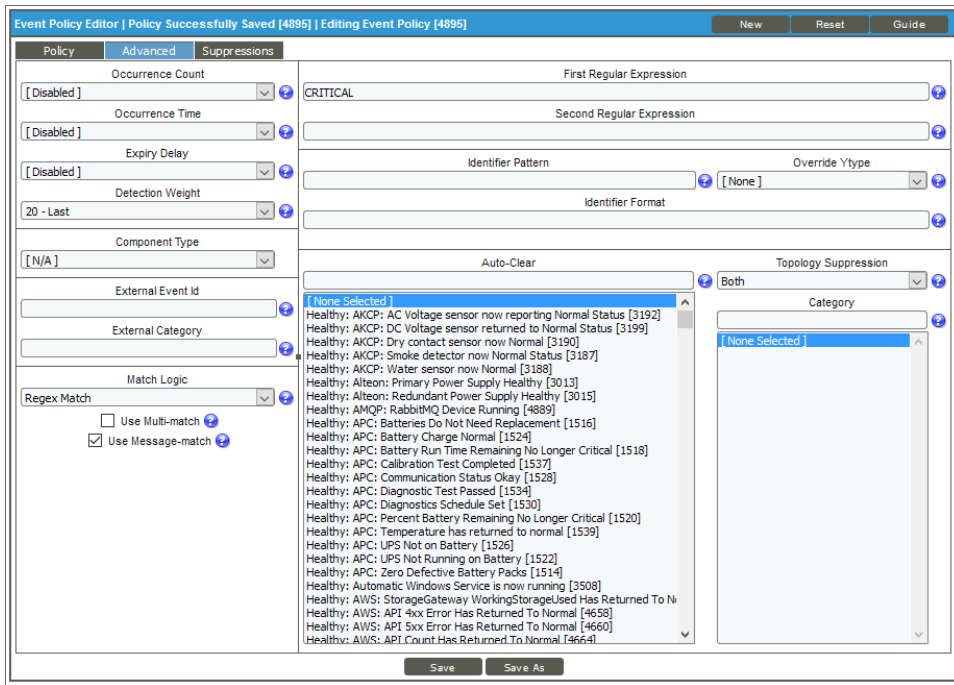 Event Policy Editor | Policy Successfully Saved [4895] | Editing Event Policy [4895]
New
Reset
Guide
Policy
Advanced
Suppressions
Occurrence Count
[ Disabled ]
Occurrence Time
[ Disabled ]
Expiry Delay
[ Disabled ]
Detection Weight
20 - Last
Component Type
[ N/A ]
External Event Id
External Category
Match Logic
Regex Match
Use Multi-match
Use Message-match
First Regular Expression
CRITICAL
Second Regular Expression
Identifier Pattern
Override Ytype
[ None ]
Identifier Format
Auto-Clear
[ None Selected ]
Healthy: AKCP: AC Voltage sensor now reporting Normal Status [3192]
Healthy: AKCP: DC Voltage sensor returned to Normal Status [3199]
Healthy: AKCP: Dry contact sensor now Normal [3190]
Healthy: AKCP: Smoke detector now Normal Status [3187]
Healthy: AKCP: Water sensor now Normal [3188]
Healthy: Alteon: Primary Power Supply Healthy [3013]
Healthy: Alteon: Redundant Power Supply Healthy [3015]
Healthy: AMQP: RabbitMQ Device Running [4889]
Healthy: APC: Batteries Do Not Need Replacement [1516]
Healthy: APC: Battery Charge Normal [1524]
Healthy: APC: Battery Run Time Remaining No Longer Critical [1518]
Healthy: APC: Calibration Test Completed [1537]
Healthy: APC: Communication Status Okay [1528]
Healthy: APC: Diagnostic Test Passed [1534]
Healthy: APC: Diagnostics Schedule Set [1530]
Healthy: APC: Percent Battery Remaining No Longer Critical [1520]
Healthy: APC: Temperature has returned to normal [1539]
Healthy: APC: UPS Not on Battery [1526]
Healthy: APC: UPS Not Running on Battery [1522]
Healthy: APC: Zero Defective Battery Packs [1514]
Healthy: Automatic Windows Service is now running [3508]
Healthy: AWS: StorageGateway WorkingStorageUsed Has Returned To
Healthy: AWS: API 4xx Error Has Returned To Normal [4658]
Healthy: AWS: API 5xx Error Has Returned To Normal [4660]
Healthy: AWS: API Count Has Returned To Normal [4664]
Topology Suppression
Both
Category
[ None Selected ]
Save
Save As